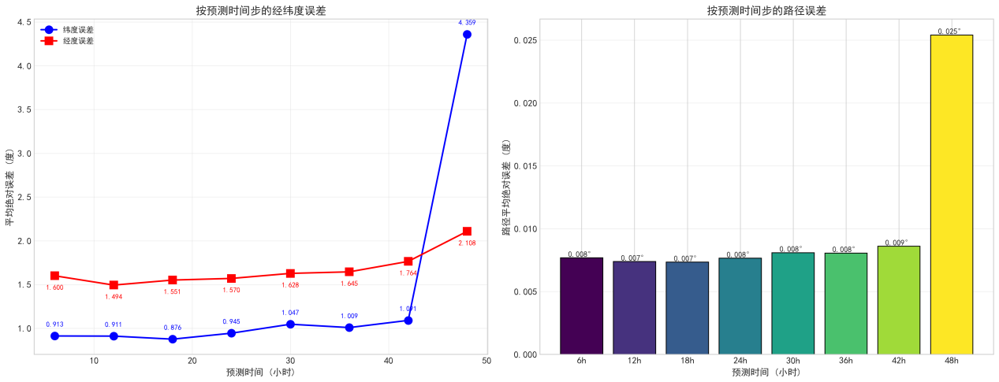 按预测时间步的经纬度误差
4.5
4.0
3.5
3.0
2.5
2.0
1.5
1.0
平均绝对误差 (度)
纬度误差
经度误差
4.359
2.108
1.600
1.494
1.551
1.570
1.628
1.645
1.764
0.913
0.911
0.876
0.945
1.047
1.009
1.091
10
20
30
40
50
预测时间 (小时)
按预测时间步的路径误差
0.025
0.020
0.015
0.010
0.005
0.000
路径平均绝对误差 (度)
0.008°
0.007°
0.007°
0.008°
0.008°
0.008°
0.009°
0.025°
6h
12h
18h
24h
30h
36h
42h
48h
预测时间 (小时)